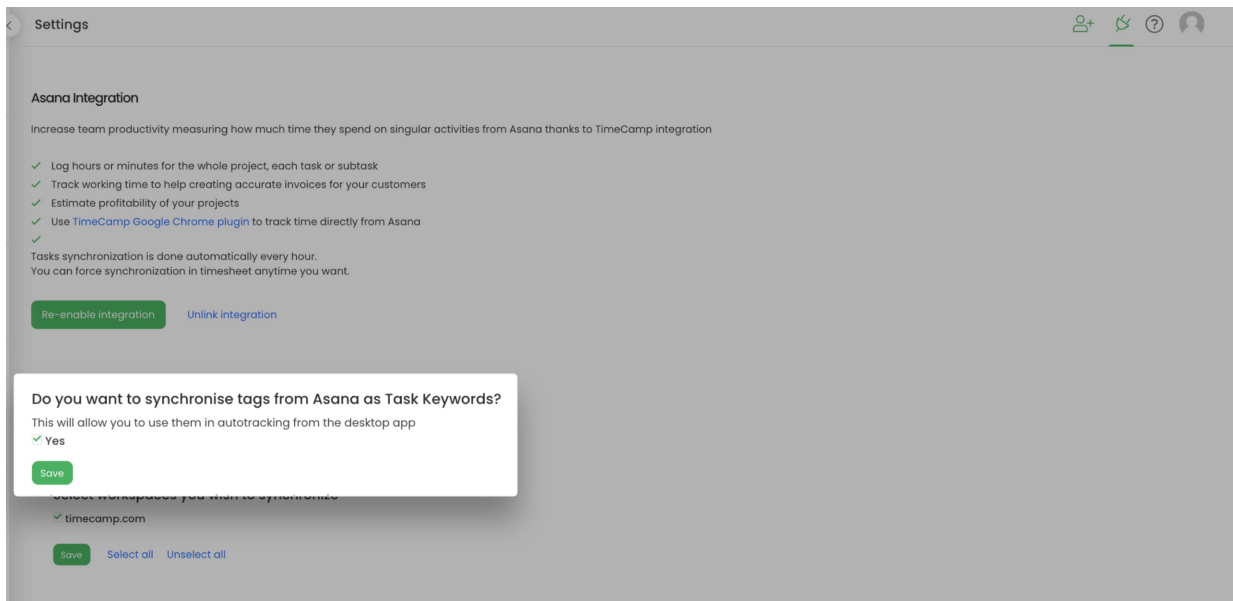 Settings
Asana Integration
Increase team productivity measuring how much time they spend on singular activities from Asana thanks to TimeCamp integration
Log hours or minutes for the whole project, each task or subtask
Track working time to help creating accurate invoices for your customers
Estimate profitability of your projects
Use TimeCamp Google Chrome plugin to track time directly from Asana
Tasks synchronization is done automatically every hour.
You can force synchronization in timesheet anytime you want.
Re-enable integration Unlink integration
Do you want to synchronise tags from Asana as Task Keywords?
This will allow you to use them in autotracking from the desktop app
Yes
Save
Select workspaces you wish to synchronize
timecamp.com
Save Select all Unselect all